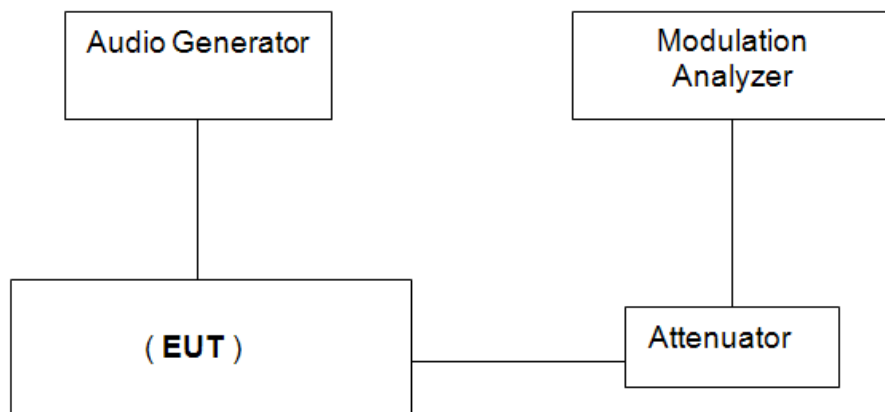 Audio Generator
Modulation
Analyzer
( EUT )
Attenuator